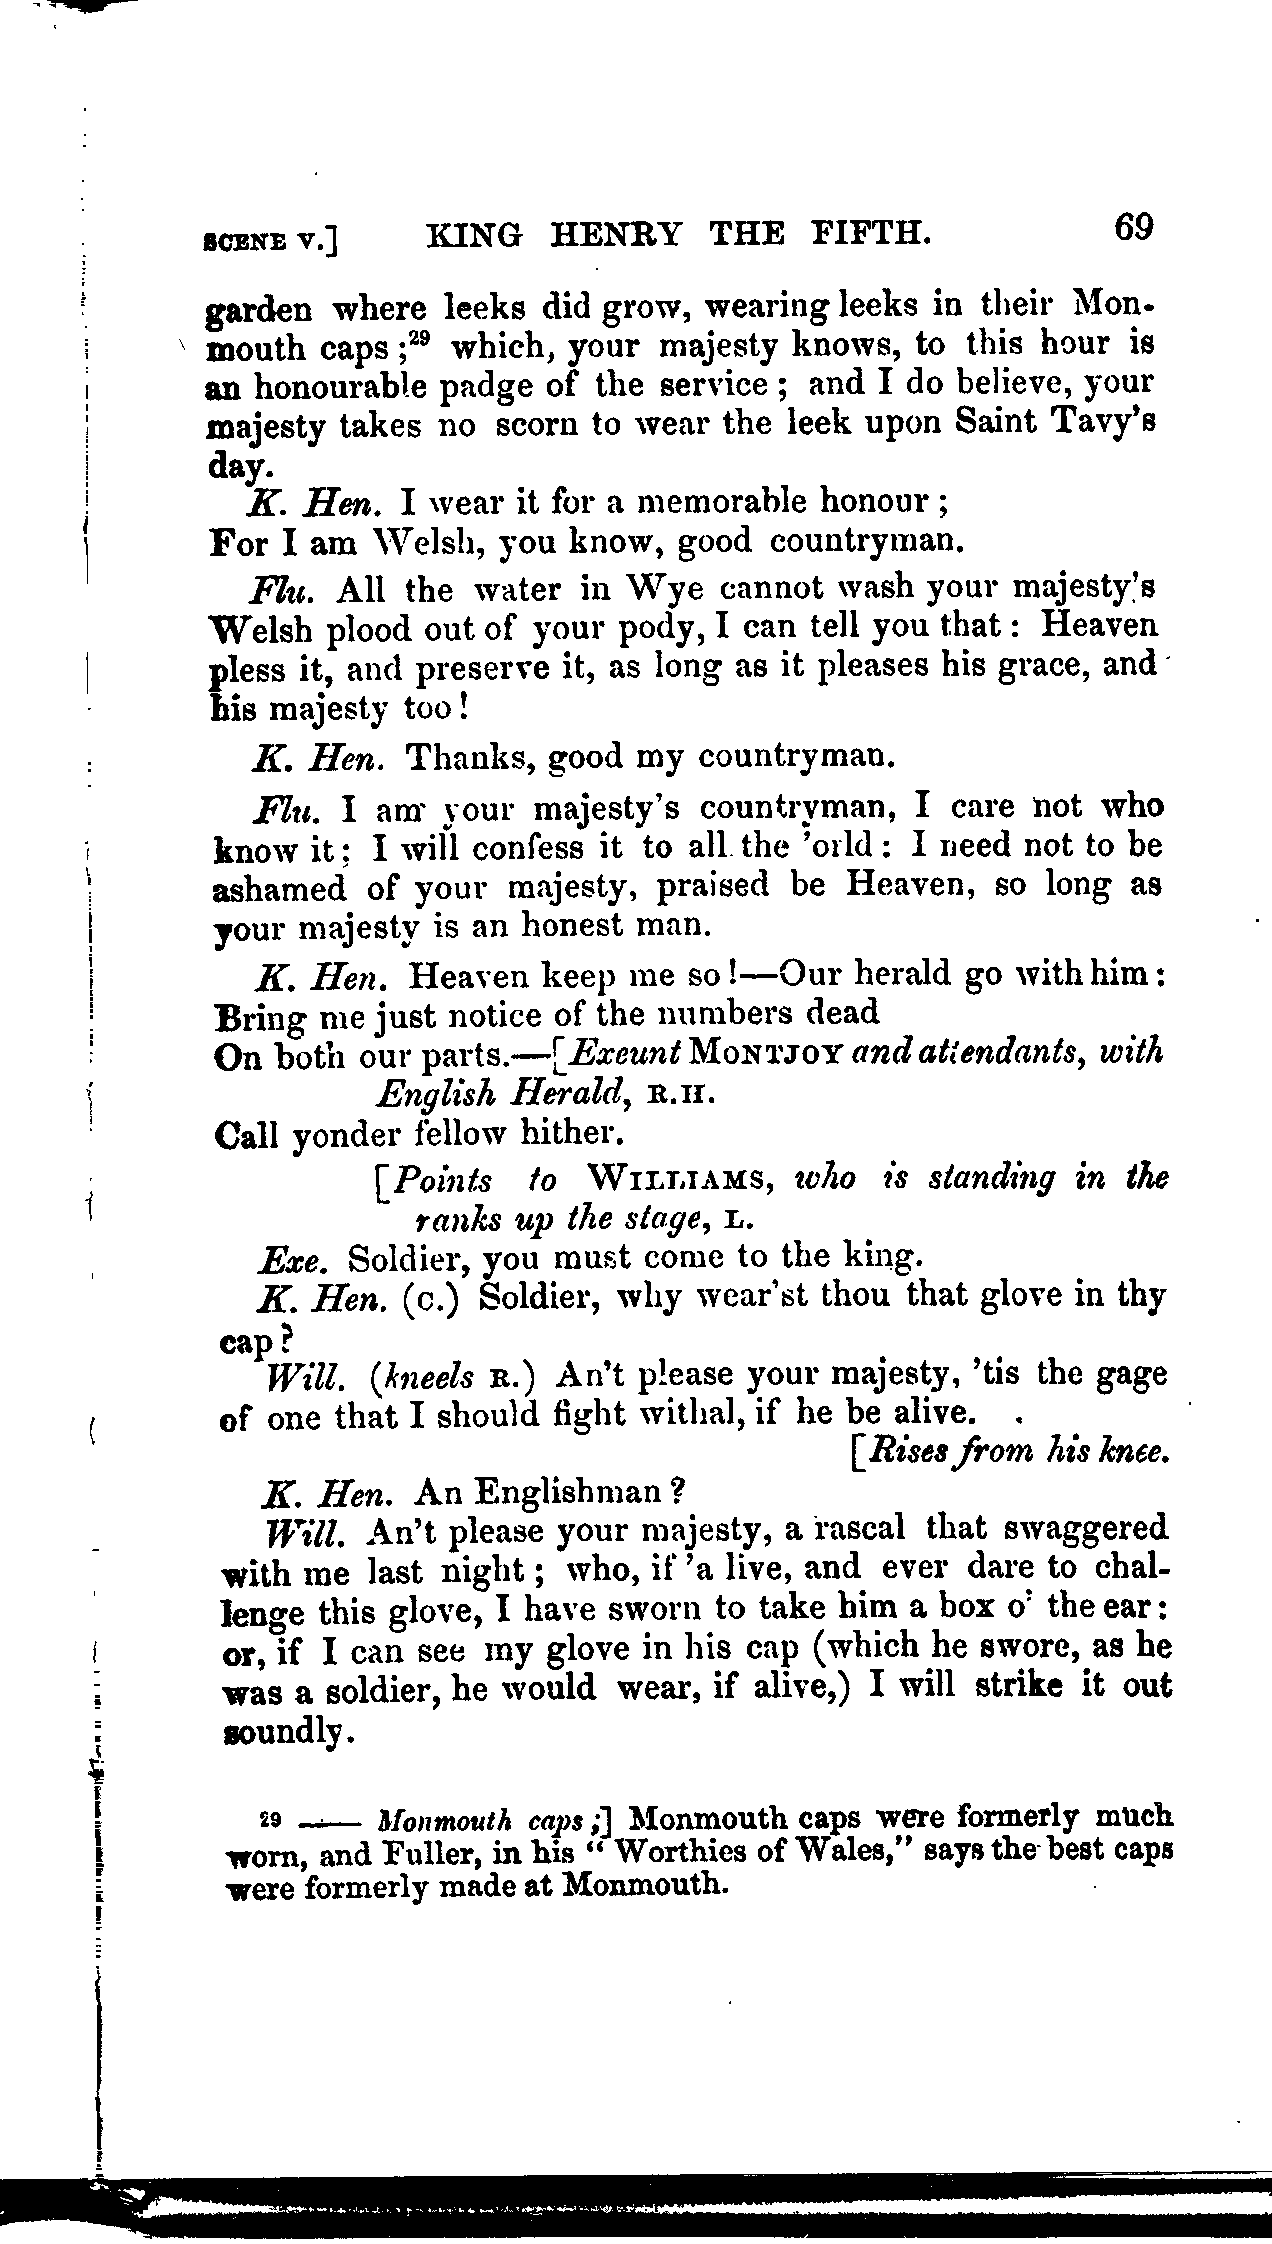 SCENE V.] KING HENRY THE FIFTH. 69
garden where leeks did grow, wearing leeks in their Mon-
mouth caps;²⁹ which, your majesty knows, to this hour is
an honourable padge of the service; and I do believe, your
majesty takes no scorn to wear the leek upon Saint Tavy's
day.
K. Hen. I wear it for a memorable honour;
For I am Welsh, you know, good countryman.
Flu. All the water in Wye cannot wash your majesty's
Welsh plood out of your pody, I can tell you that: Heaven
pless it, and preserve it, as long as it pleases his grace, and
his majesty too!
K. Hen. Thanks, good my countryman.
Flu. I am your majesty's countryman, I care not who
know it; I will confess it to all the 'orld: I need not to be
ashamed of your majesty, praised be Heaven, so long as
your majesty is an honest man.
K. Hen. Heaven keep me so!—Our herald go with him:
Bring me just notice of the numbers dead
On both our parts.—[Exeunt MONTJOY and attendants, with
English Herald, R.H.
Call yonder fellow hither.
[Points to WILLIAMS, who is standing in the
ranks up the stage, L.
Exe. Soldier, you must come to the king.
K. Hen. (C.) Soldier, why wear'st thou that glove in thy
cap?
Will. (kneels R.) An't please your majesty, 'tis the gage
of one that I should fight withal, if he be alive.
[Rises from his knee.
K. Hen. An Englishman?
Will. An't please your majesty, a rascal that swaggered
with me last night; who, if 'a live, and ever dare to chal-
lenge this glove, I have sworn to take him a box o' the ear:
or, if I can see my glove in his cap (which he swore, as he
was a soldier, he would wear, if alive,) I will strike it out
soundly.
²⁹ —— Monmouth caps;] Monmouth caps were formerly much
worn, and Fuller, in his "Worthies of Wales," says the best caps
were formerly made at Monmouth.